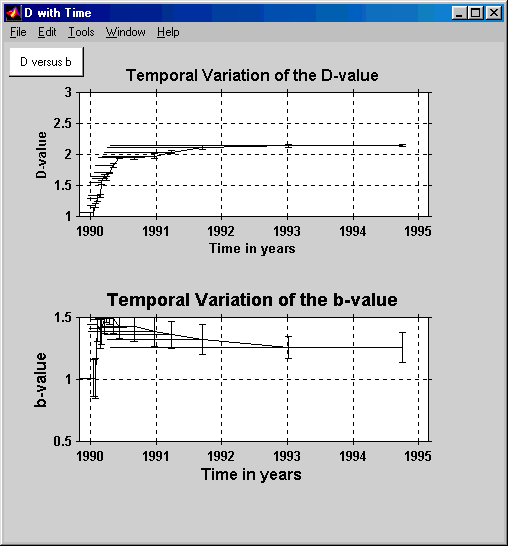 D with Time
File Edit Tools Window Help
D versus b
Temporal Variation of the D-value
3
2.5
2
1.5
1
D-value
1990 1991 1992 1993 1994 1995
Time in years
Temporal Variation of the b-value
1.5
1
0.5
b-value
1990 1991 1992 1993 1994 1995
Time in years